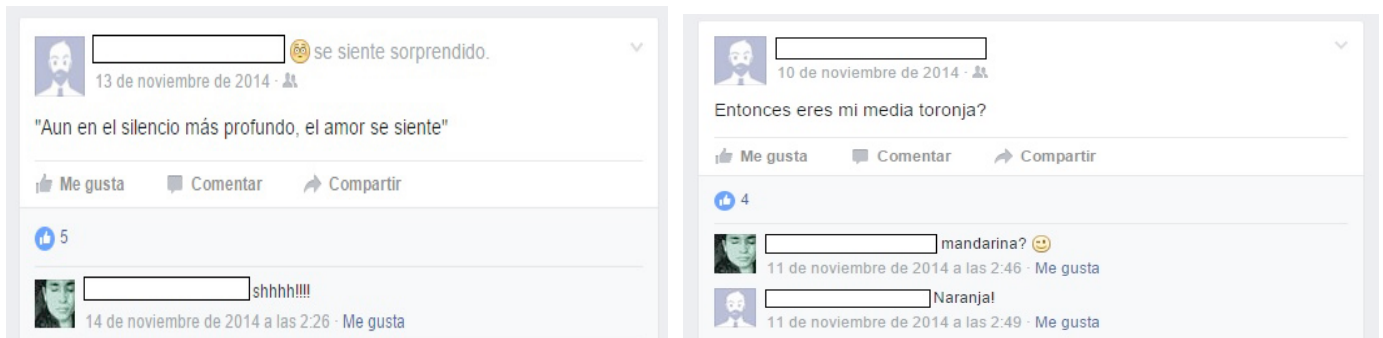 se siente sorprendido.
13 de noviembre de 2014 ·
"Aun en el silencio más profundo, el amor se siente"
Me gusta Comentar Compartir
5
shhhh!!!!
14 de noviembre de 2014 a las 2:26 · Me gusta
10 de noviembre de 2014 ·
Entonces eres mi media toronja?
Me gusta Comentar Compartir
4
mandarina?
11 de noviembre de 2014 a las 2:46 · Me gusta
Naranja!
11 de noviembre de 2014 a las 2:49 · Me gusta